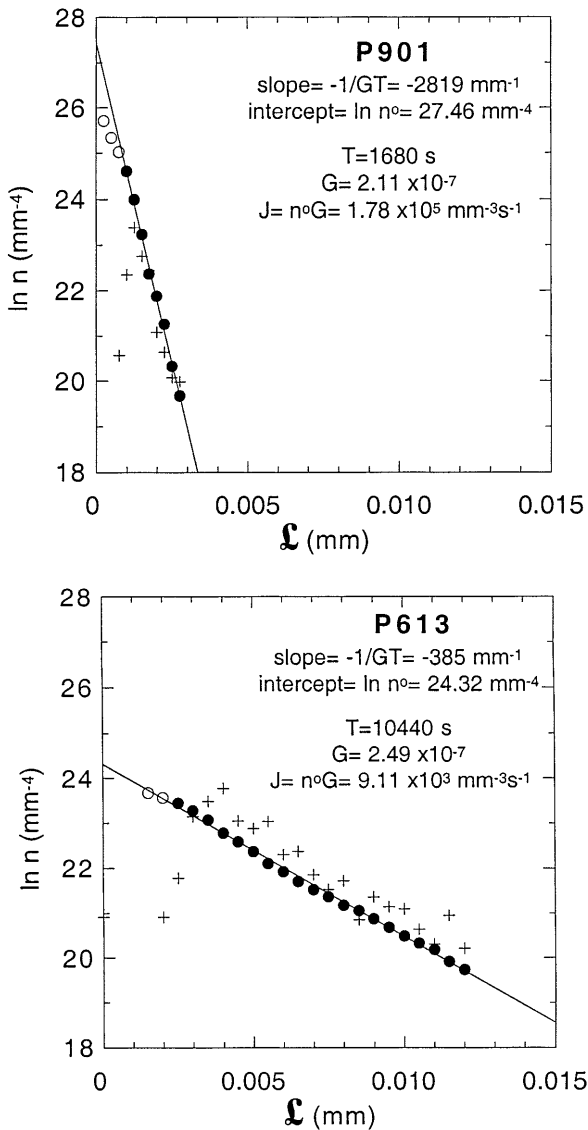 P901
slope= -1/GT= -2819 mm⁻¹
intercept= ln nº= 27.46 mm⁻⁴
T=1680 s
G= 2.11 x10⁻⁷
J= nºG= 1.78 x10⁵ mm⁻³s⁻¹
ln n (mm⁻⁴)
28
26
24
22
20
18
0
0.005
0.010
0.015
𝕷 (mm)
P613
slope= -1/GT= -385 mm⁻¹
intercept= ln nº= 24.32 mm⁻⁴
T=10440 s
G= 2.49 x10⁻⁷
J= nºG= 9.11 x10³ mm⁻³s⁻¹
ln n (mm⁻⁴)
28
26
24
22
20
18
0
0.005
0.010
0.015
𝕷 (mm)